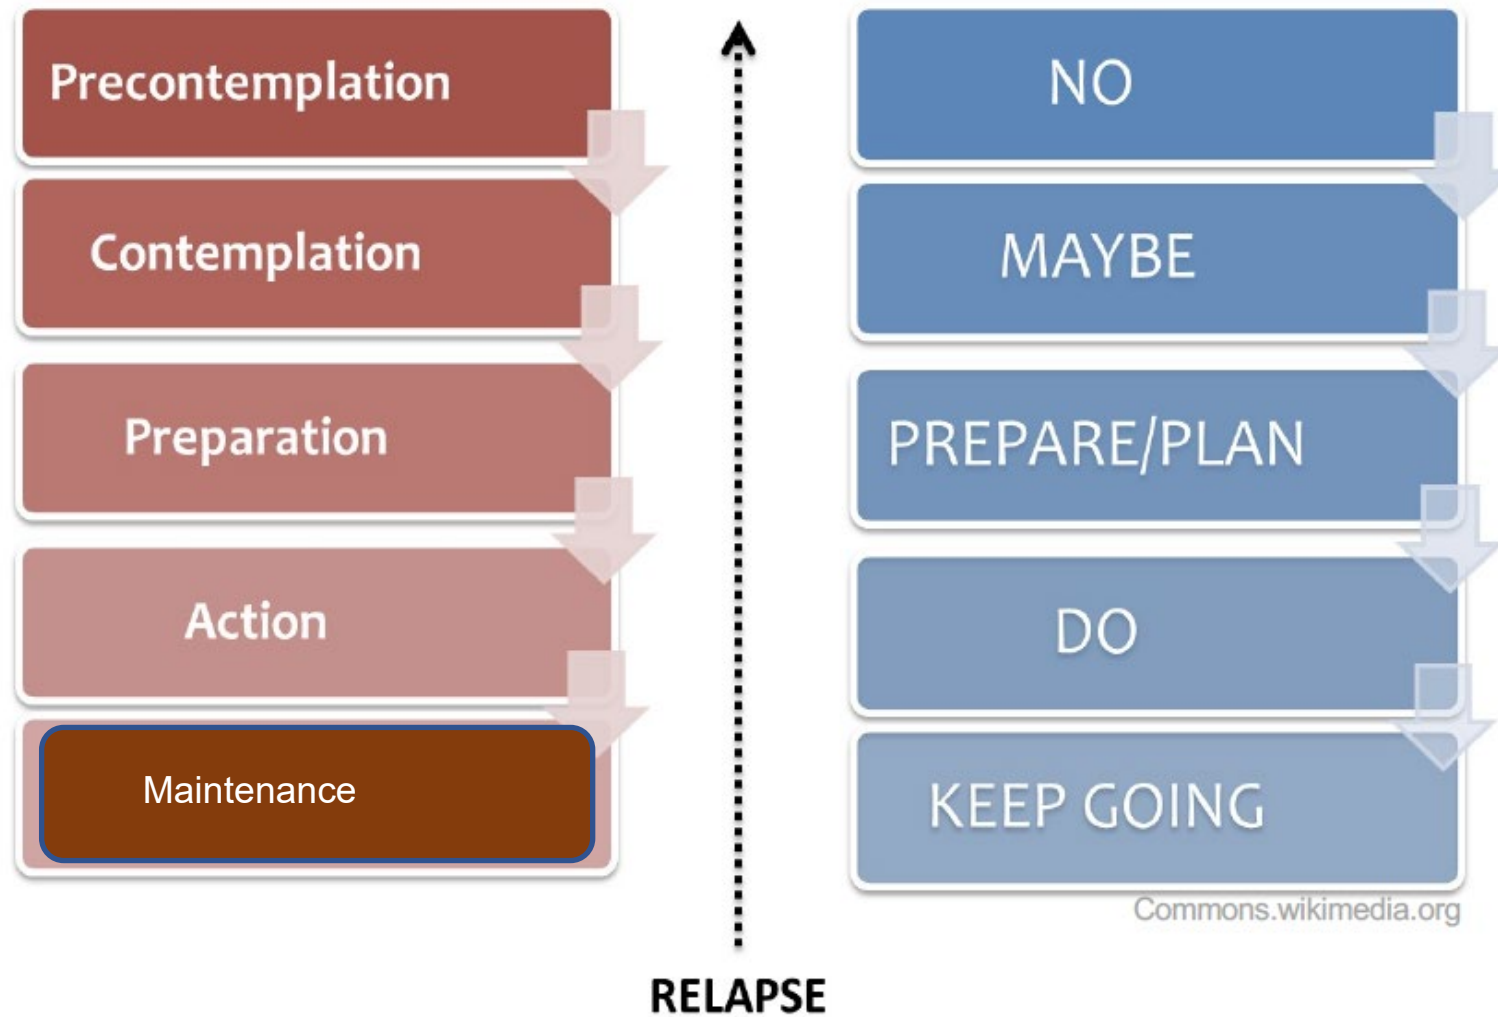 Precontemplation
Contemplation
Preparation
Action
Maintenance
NO
MAYBE
PREPARE/PLAN
DO
KEEP GOING
Commons.wikimedia.org
RELAPSE